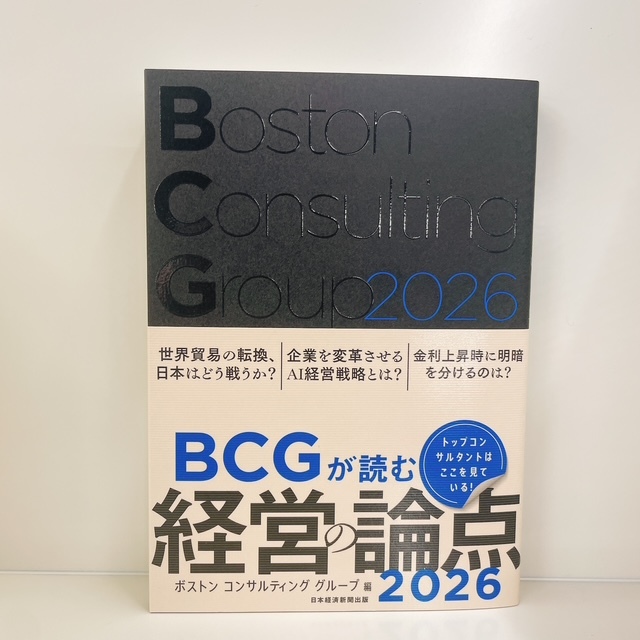 Boston
Consulting
Group2026
世界貿易の転換、
日本はどう戦うか?
企業を変革させる
AI経営戦略とは?
金利上昇時に明暗
を分けるのは?
BCGが読む
経営の論点
2026
トップコン
サルタントは
ここを見て
いる!
ボストン コンサルティング グループ 編
日本経済新聞出版